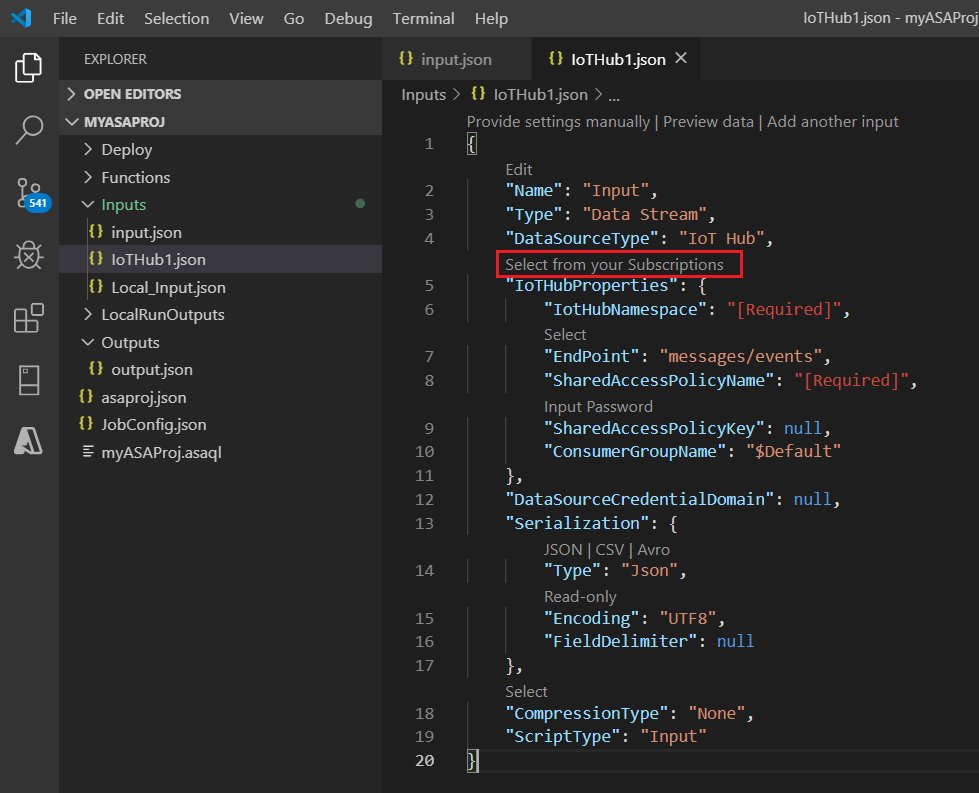 File Edit Selection View Go Debug Terminal Help IoTHub1.json - myASAProj
EXPLORER
OPEN EDITORS
MYASAPROJ
Deploy
Functions
Inputs
{} input.json
{} IoTHub1.json
{} Local_Input.json
LocalRunOutputs
Outputs
{} output.json
{} asaproj.json
{} JobConfig.json
myASAProj.asaql
541
{} input.json {} IoTHub1.json ×
Inputs > {} IoTHub1.json > ...
Provide settings manually | Preview data | Add another input
1 {
Edit
2 "Name": "Input",
3 "Type": "Data Stream",
4 "DataSourceType": "IoT Hub",
Select from your Subscriptions
5 "IoTHubProperties": {
6 "IotHubNamespace": "[Required]",
Select
7 "EndPoint": "messages/events",
8 "SharedAccessPolicyName": "[Required]",
Input Password
9 "SharedAccessPolicyKey": null,
10 "ConsumerGroupName": "$Default"
11 },
12 "DataSourceCredentialDomain": null,
13 "Serialization": {
JSON | CSV | Avro
14 "Type": "Json",
Read-only
15 "Encoding": "UTF8",
16 "FieldDelimiter": null
17 },
Select
18 "CompressionType": "None",
19 "ScriptType": "Input"
20 }